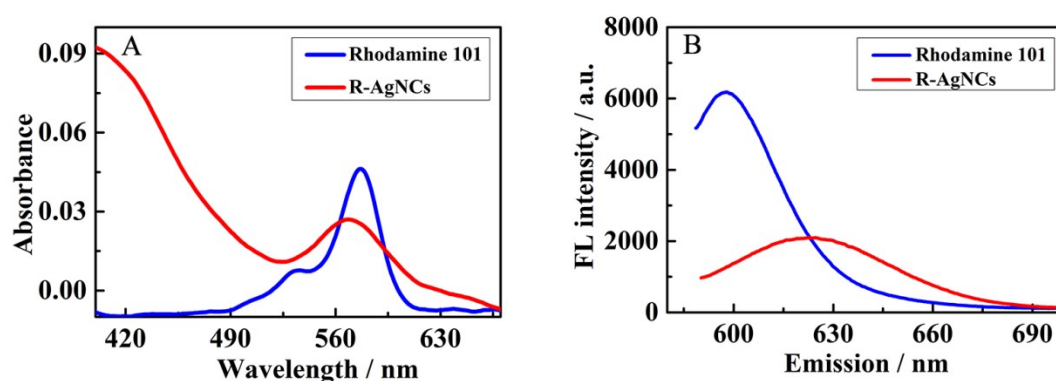 A
Rhodamine 101
R-AgNCs
0.09
0.06
0.03
0.00
Absorbance
420 490 560 630
Wavelength / nm
B
Rhodamine 101
R-AgNCs
8000
6000
4000
2000
0
FL intensity / a.u.
600 630 660 690
Emission / nm